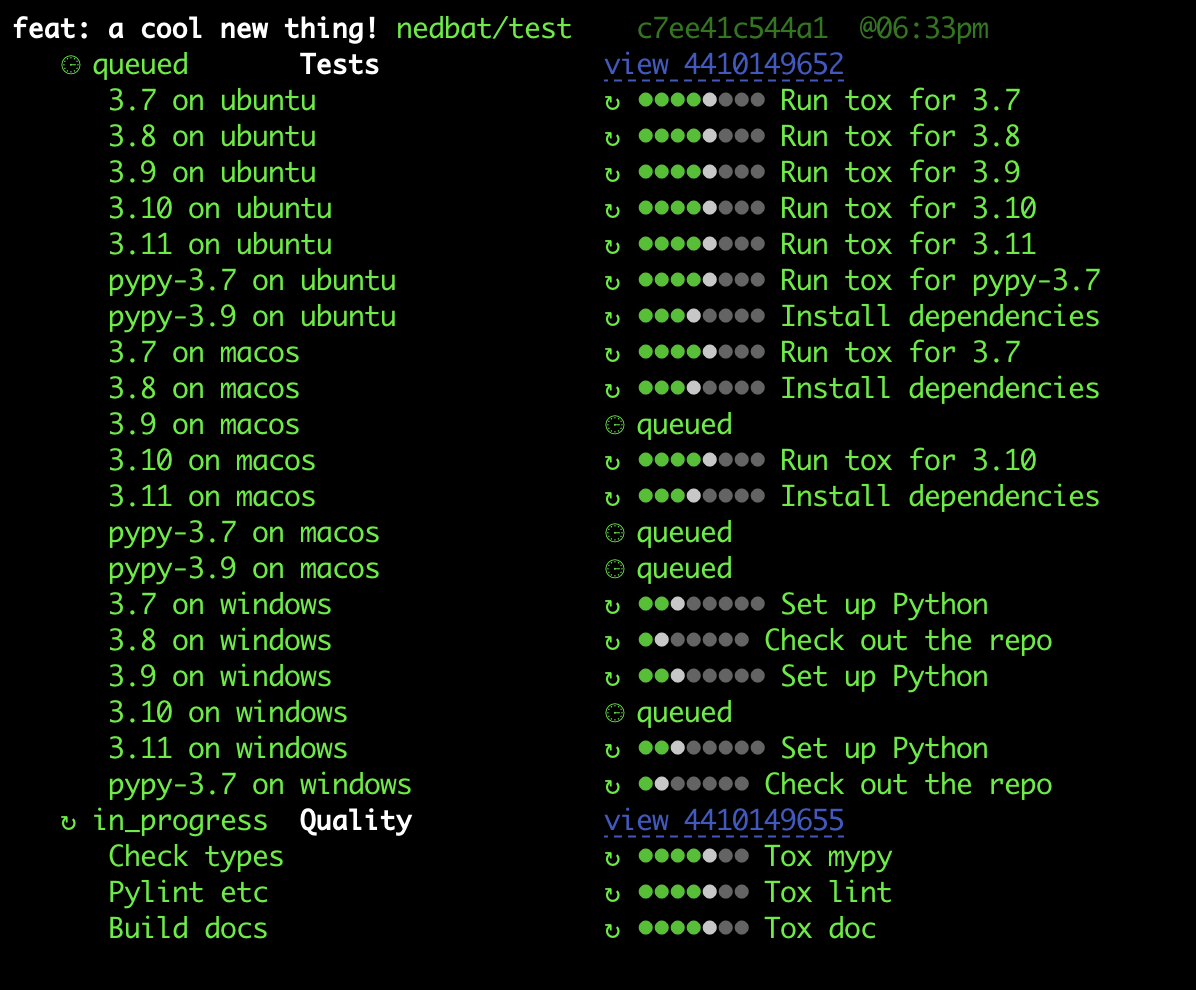 feat: a cool new thing! nedbat/test c7ee41c544a1 @06:33pm
queued Tests view 4410149652
3.7 on ubuntu Run tox for 3.7
3.8 on ubuntu Run tox for 3.8
3.9 on ubuntu Run tox for 3.9
3.10 on ubuntu Run tox for 3.10
3.11 on ubuntu Run tox for 3.11
pypy-3.7 on ubuntu Run tox for pypy-3.7
pypy-3.9 on ubuntu Install dependencies
3.7 on macos Run tox for 3.7
3.8 on macos Install dependencies
3.9 on macos queued
3.10 on macos Run tox for 3.10
3.11 on macos Install dependencies
pypy-3.7 on macos queued
pypy-3.9 on macos queued
3.7 on windows Set up Python
3.8 on windows Check out the repo
3.9 on windows Set up Python
3.10 on windows queued
3.11 on windows Set up Python
pypy-3.7 on windows Check out the repo
in_progress Quality view 4410149655
Check types Tox mypy
Pylint etc Tox lint
Build docs Tox doc